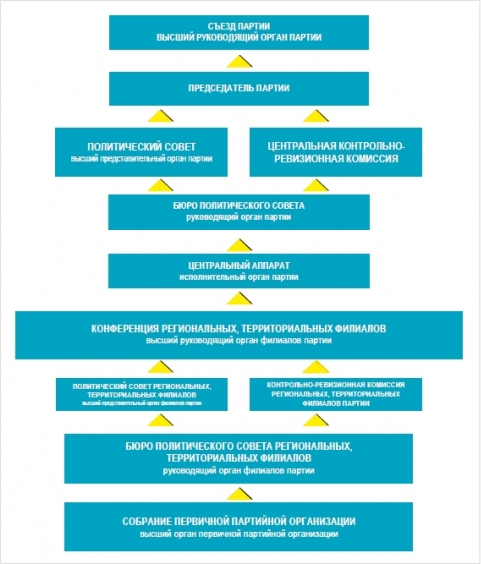 СЪЕЗД ПАРТИИ
ВЫСШИЙ РУКОВОДЯЩИЙ ОРГАН ПАРТИИ
ПРЕДСЕДАТЕЛЬ ПАРТИИ
ПОЛИТИЧЕСКИЙ СОВЕТ
высший представительный орган партии
ЦЕНТРАЛЬНАЯ КОНТРОЛЬНО-
РЕВИЗИОННАЯ КОМИССИЯ
БЮРО ПОЛИТИЧЕСКОГО СОВЕТА
руководящий орган партии
ЦЕНТРАЛЬНЫЙ АППАРАТ
исполнительный орган партии
КОНФЕРЕНЦИЯ РЕГИОНАЛЬНЫХ, ТЕРРИТОРИАЛЬНЫХ ФИЛИАЛОВ
высший руководящий орган филиалов партии
ПОЛИТИЧЕСКИЙ СОВЕТ РЕГИОНАЛЬНЫХ,
ТЕРРИТОРИАЛЬНЫХ ФИЛИАЛОВ
высший представительный орган филиалов партии
КОНТРОЛЬНО-РЕВИЗИОННАЯ КОМИССИЯ
РЕГИОНАЛЬНЫХ, ТЕРРИТОРИАЛЬНЫХ
ФИЛИАЛОВ ПАРТИИ
БЮРО ПОЛИТИЧЕСКОГО СОВЕТА РЕГИОНАЛЬНЫХ,
ТЕРРИТОРИАЛЬНЫХ ФИЛИАЛОВ
руководящий орган филиалов партии
СОБРАНИЕ ПЕРВИЧНОЙ ПАРТИЙНОЙ ОРГАНИЗАЦИИ
высший орган первичной партийной организации